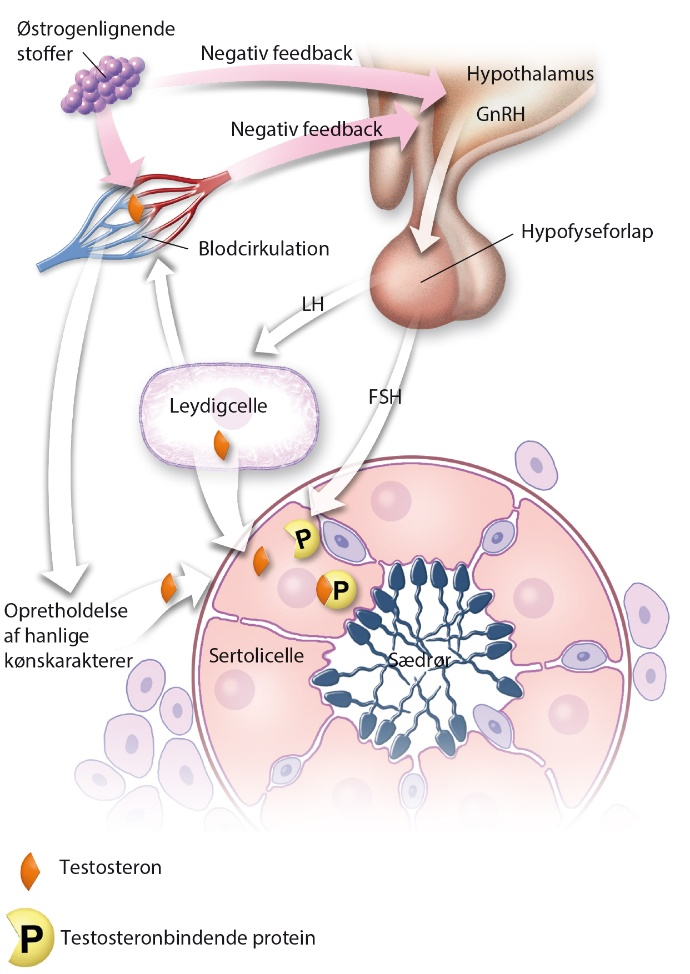 Østrogenlignende
stoffer
Negativ feedback
Hypothalamus
GnRH
Negativ feedback
Hypofyseforlap
Blodcirkulation
LH
FSH
Leydigcelle
P
P
Opretholdelse
af hanlige
kønskarakterer
Sertolicelle
Sædrør
Testosteron
P
Testosteronbindende protein